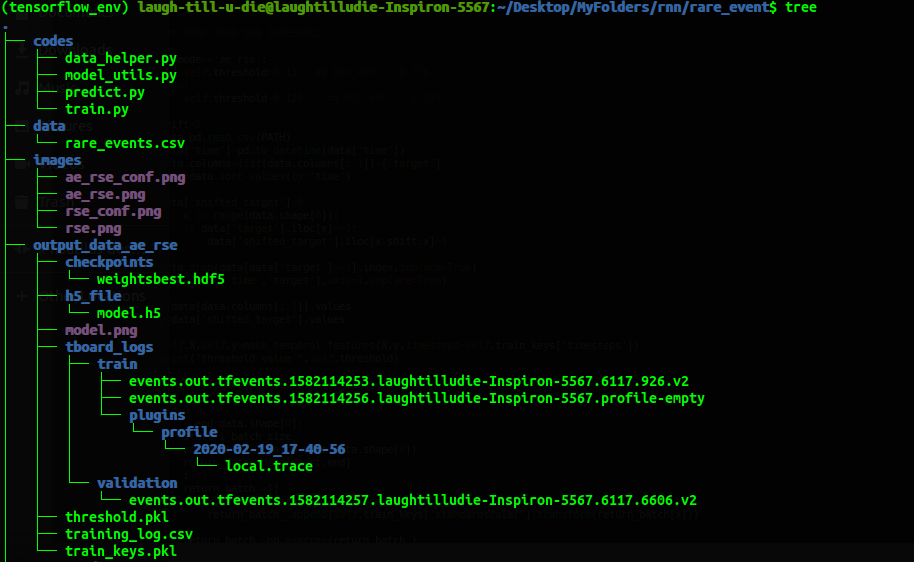 (tensorflow_env) laugh-till-u-die@laughtilludie-Inspiron-5567:~/Desktop/MyFolders/rnn/rare_event$ tree
.
├── codes
│   ├── data_helper.py
│   ├── model_utils.py
│   ├── predict.py
│   └── train.py
├── data
│   └── rare_events.csv
├── images
│   ├── ae_rse_conf.png
│   ├── ae_rse.png
│   ├── rse_conf.png
│   └── rse.png
├── output_data_ae_rse
│   ├── checkpoints
│   │   └── weightsbest.hdf5
│   ├── h5_file
│   │   └── model.h5
│   ├── model.png
│   ├── tboard_logs
│   │   ├── train
│   │   │   ├── events.out.tfevents.1582114253.laughtilludie-Inspiron-5567.6117.926.v2
│   │   │   ├── events.out.tfevents.1582114256.laughtilludie-Inspiron-5567.profile-empty
│   │   │   └── plugins
│   │   │       └── profile
│   │   │           └── 2020-02-19_17-40-56
│   │   │               └── local.trace
│   │   └── validation
│   │       └── events.out.tfevents.1582114257.laughtilludie-Inspiron-5567.6117.6606.v2
│   ├── threshold.pkl
│   ├── training_log.csv
│   └── train_keys.pkl